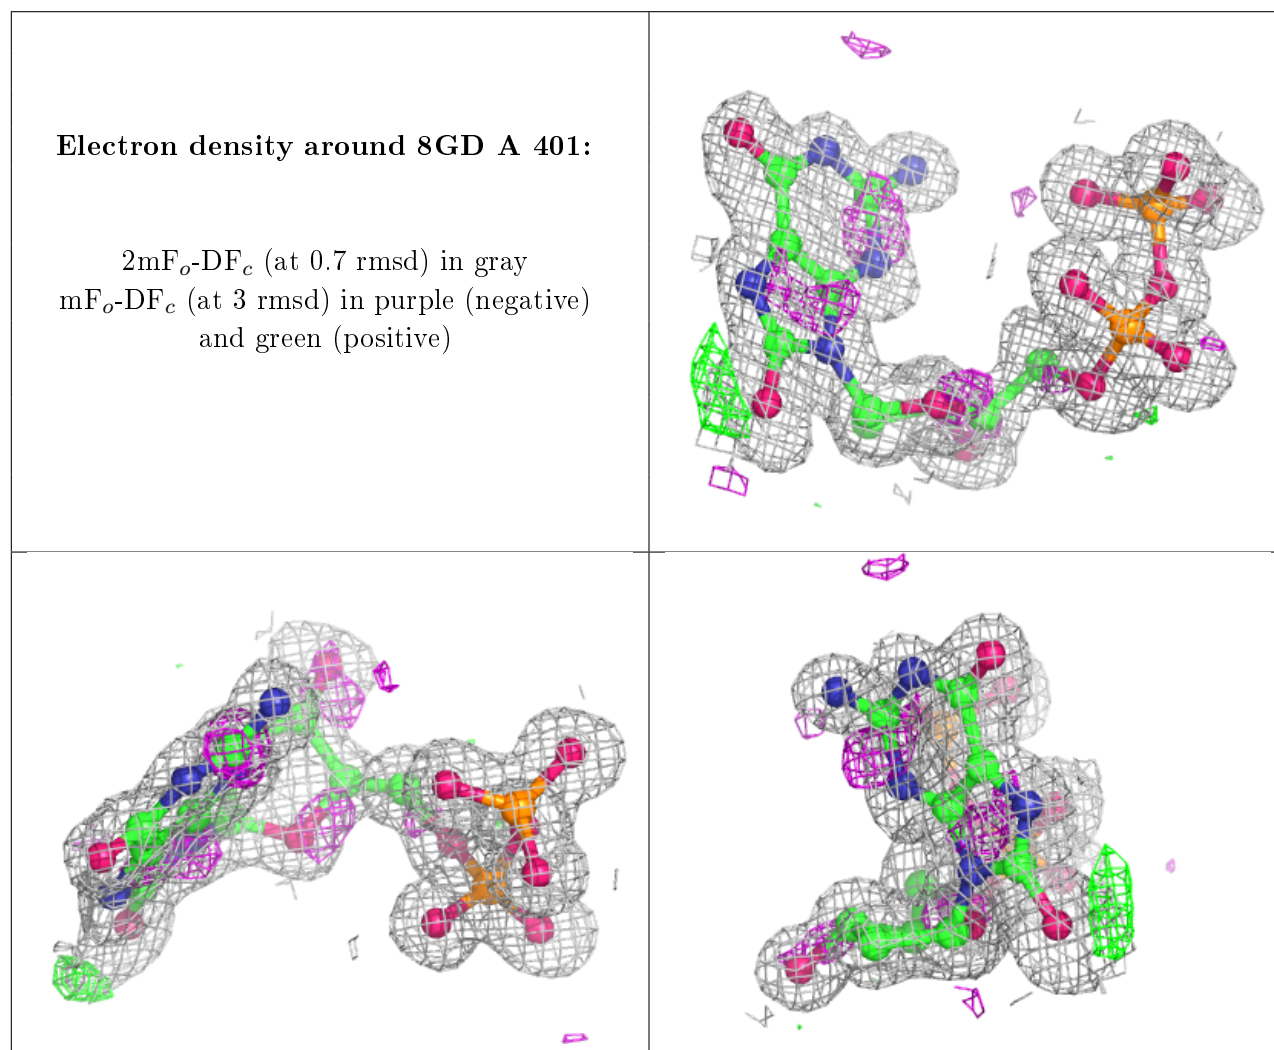 Electron density around 8GD A 401:
2mFₒ-DF𝒸 (at 0.7 rmsd) in gray
mFₒ-DF𝒸 (at 3 rmsd) in purple (negative)
and green (positive)